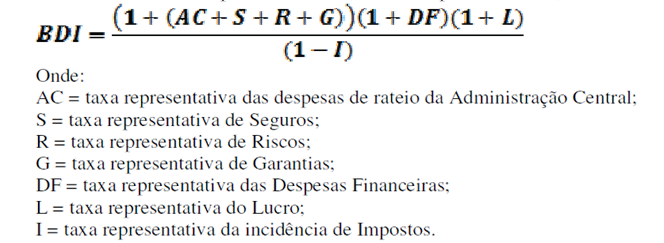 BDI = (1 + (AC + S + R + G))(1 + DF)(1 + L)
(1 − I)
Onde:
AC = taxa representativa das despesas de rateio da Administração Central;
S = taxa representativa de Seguros;
R = taxa representativa de Riscos;
G = taxa representativa de Garantias;
DF = taxa representativa das Despesas Financeiras;
L = taxa representativa do Lucro;
I = taxa representativa da incidência de Impostos.